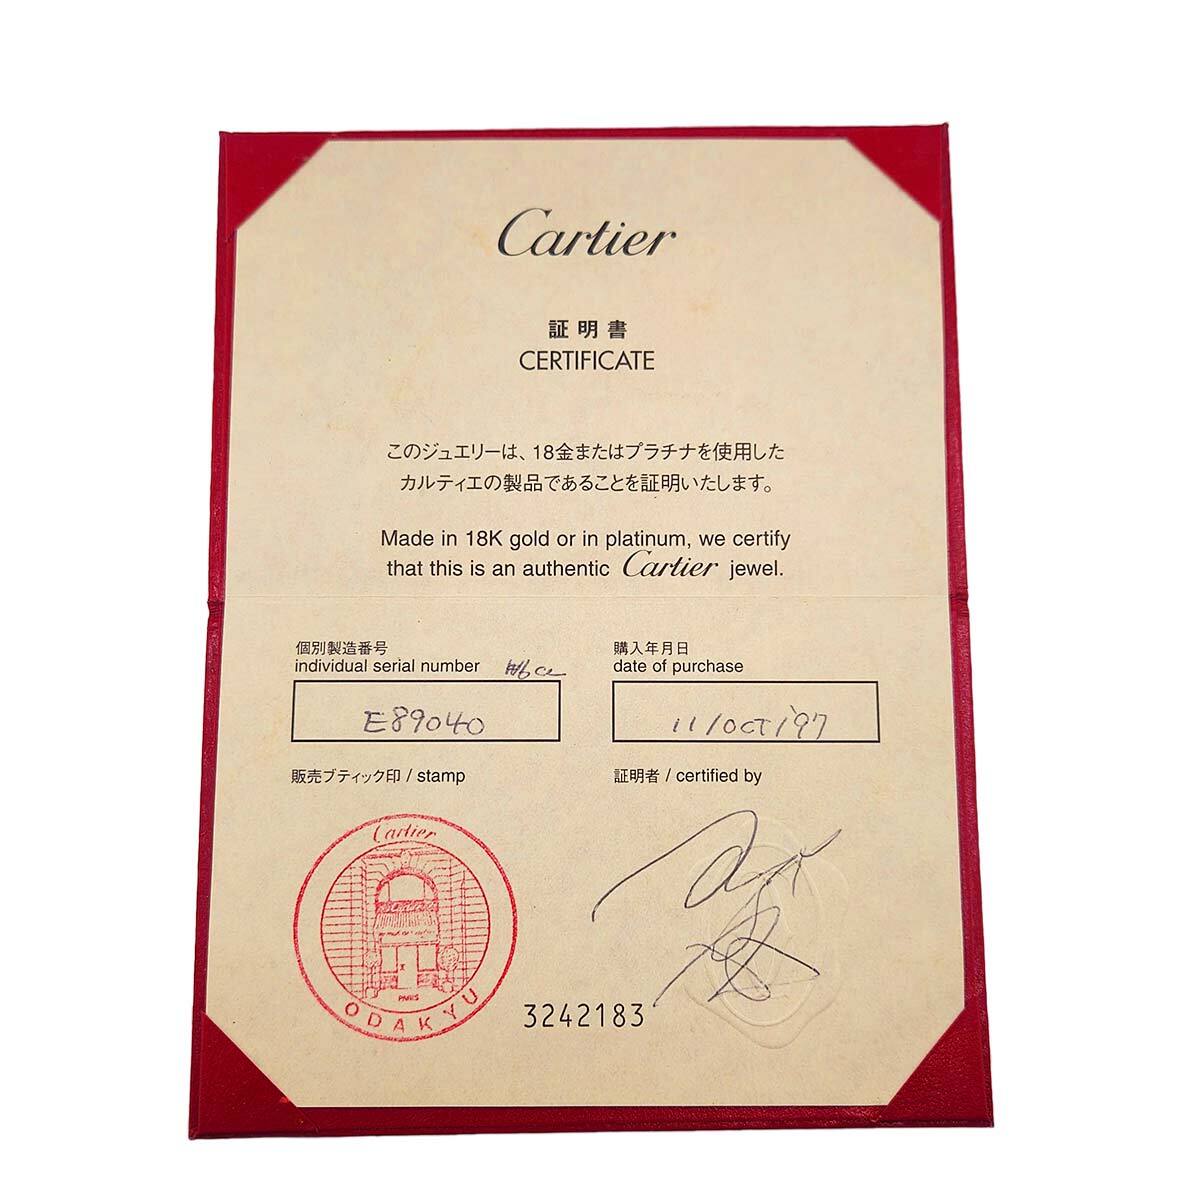 Cartier
証明書
CERTIFICATE
このジュエリーは、18金またはプラチナを使用した
カルティエの製品であることを証明いたします。
Made in 18K gold or in platinum, we certify
that this is an authentic Cartier jewel.
個別製造番号
individual serial number
E89040
購入年月日
date of purchase
11/OCT/'97
販売ブティック印 / stamp
Cartier
PARIS
ODAKYU
証明者 / certified by
3242183